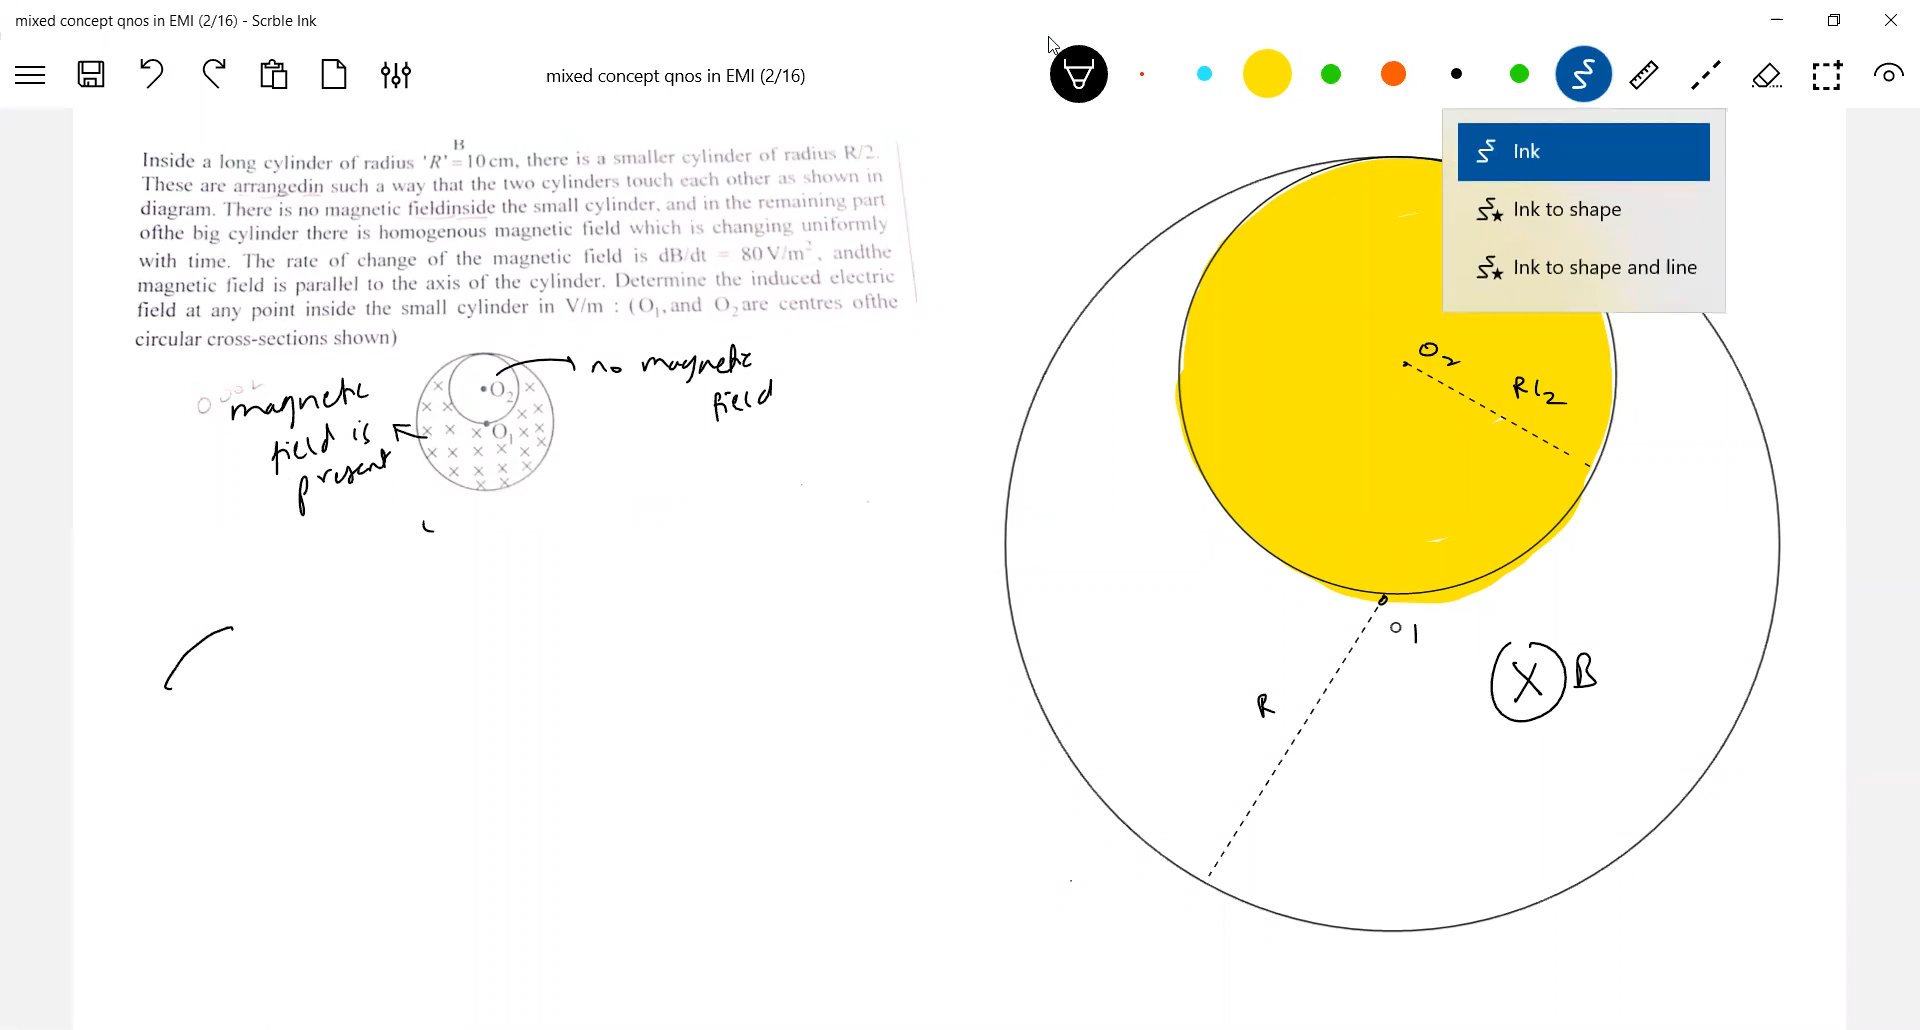 mixed concept qnos in EMI (2/16) - Scrble Ink
mixed concept qnos in EMI (2/16)
Ink
Ink to shape
Ink to shape and line
B
Inside a long cylinder of radius 'R'=10cm, there is a smaller cylinder of radius R/2.
These are arrangedin such a way that the two cylinders touch each other as shown in
diagram. There is no magnetic fieldinside the small cylinder, and in the remaining part
ofthe big cylinder there is homogenous magnetic field which is changing uniformly
with time. The rate of change of the magnetic field is dB/dt = 80 V/m², andthe
magnetic field is parallel to the axis of the cylinder. Determine the induced electric
field at any point inside the small cylinder in V/m : (O₁,and O₂are centres ofthe
circular cross-sections shown)
no magnetic
field
magnetic
field is
present
O₂
O₁
O₂
R/2
O1
R
X B